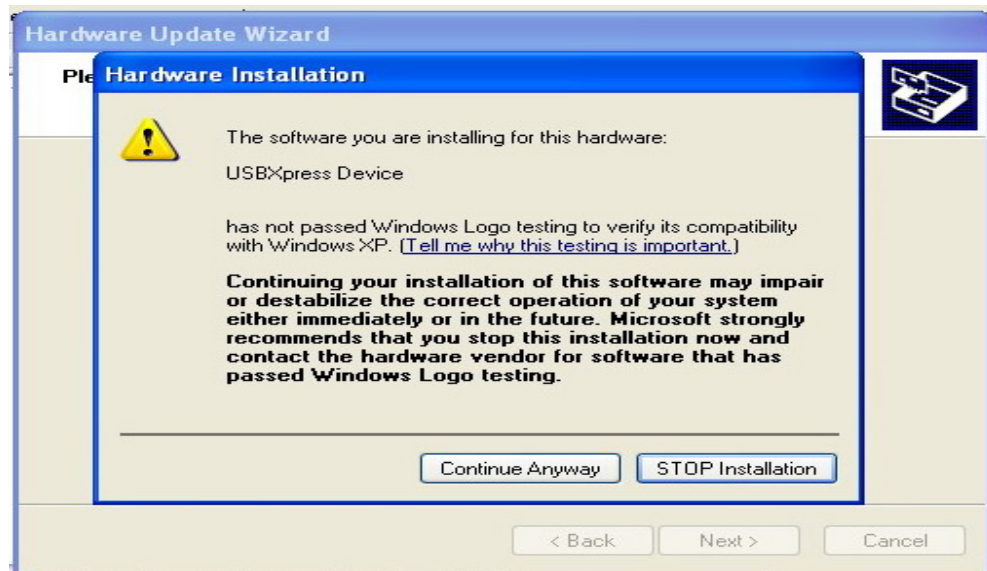 Hardware Update Wizard
Ple
Hardware Installation
The software you are installing for this hardware:
USBXpress Device
has not passed Windows Logo testing to verify its compatibility
with Windows XP. (Tell me why this testing is important.)
Continuing your installation of this software may impair
or destabilize the correct operation of your system
either immediately or in the future. Microsoft strongly
recommends that you stop this installation now and
contact the hardware vendor for software that has
passed Windows Logo testing.
Continue Anyway
STOP Installation
< Back
Next >
Cancel